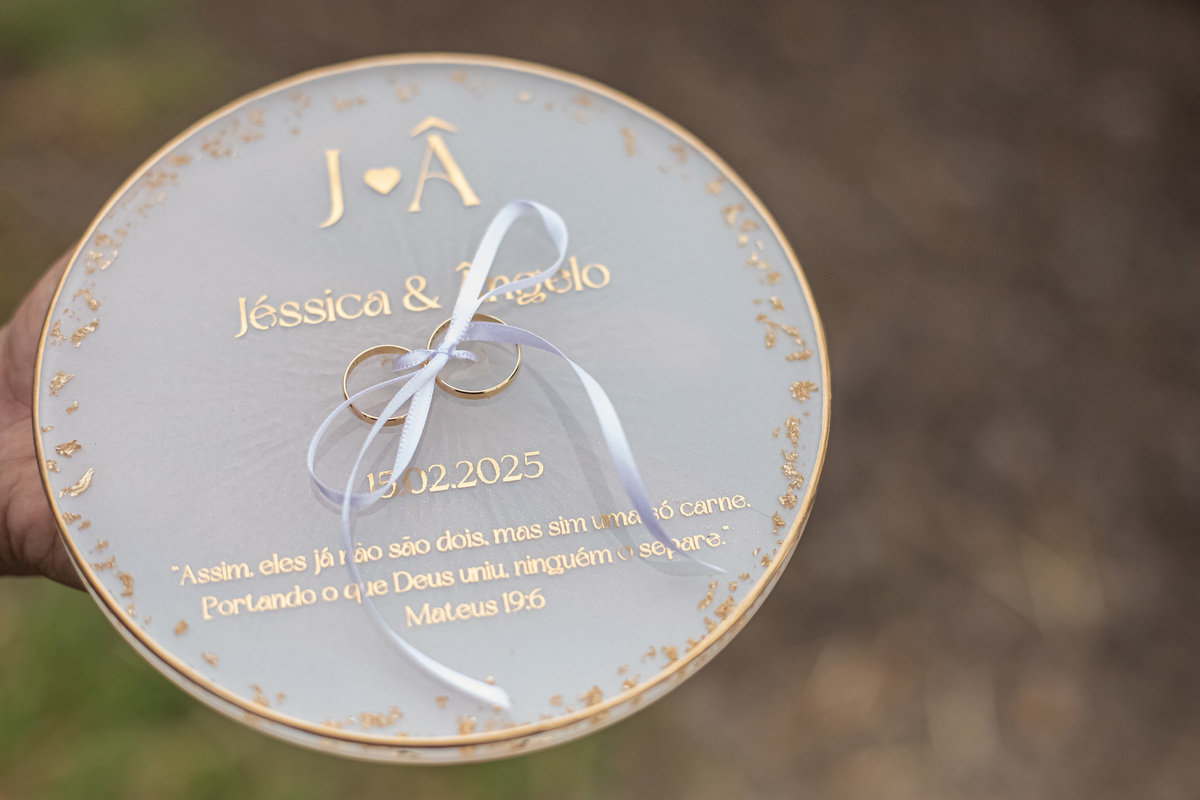 J ♥ Â
Jéssica & Ângelo
15.02.2025
"Assim, eles já não são dois, mas sim uma só carne.
Portando o que Deus uniu, ninguém o separe."
Mateus 19:6